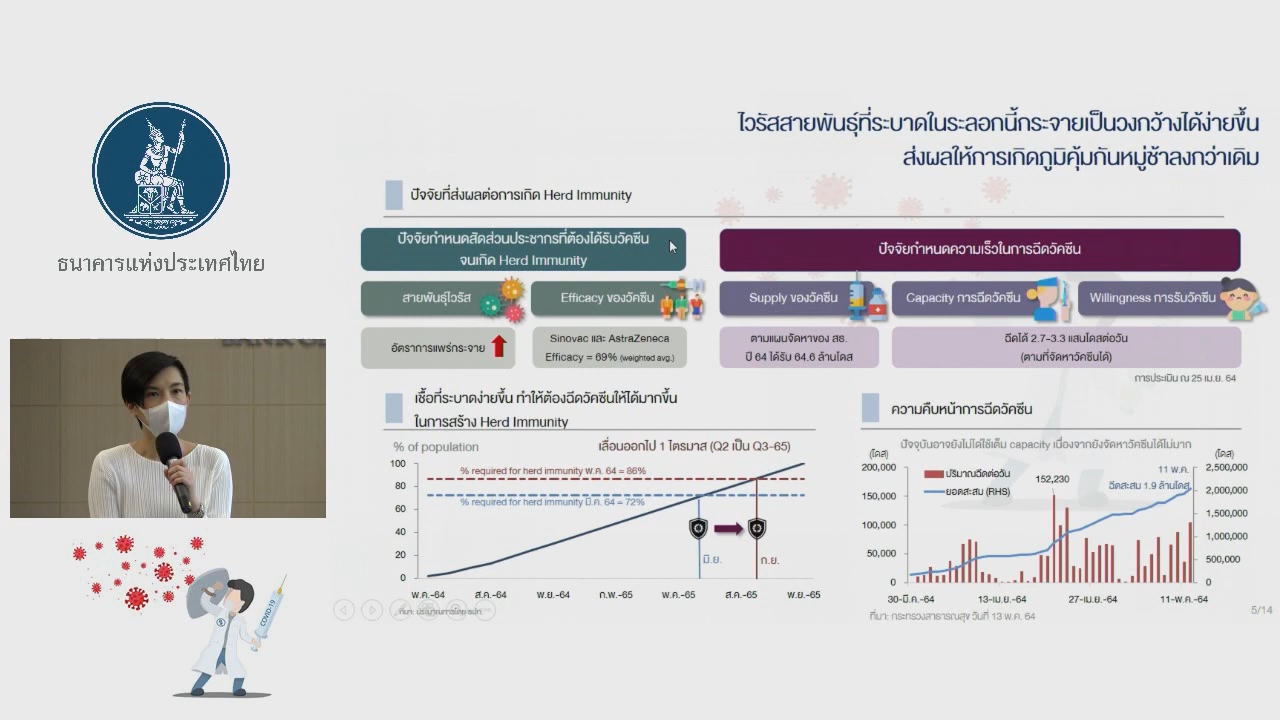 ธนาคารแห่งประเทศไทย
ไวรัสสายพันธุ์ที่ระบาดในระลอกนี้กระจายเป็นวงกว้างได้ง่ายขึ้น
ส่งผลให้การเกิดภูมิคุ้มกันหมู่ช้าลงกว่าเดิม
ปัจจัยที่ส่งผลต่อการเกิด Herd Immunity
ปัจจัยกำหนดสัดส่วนประชากรที่ต้องได้รับวัคซีน
จนเกิด Herd Immunity
สายพันธุ์ไวรัส
Efficacy ของวัคซีน
อัตราการแพร่กระจาย
Sinovac และ AstraZeneca
Efficacy = 69% (weighted avg.)
ปัจจัยกำหนดความเร็วในการฉีดวัคซีน
Supply ของวัคซีน
Capacity การฉีดวัคซีน
Willingness การรับวัคซีน
ตามแผนจัดหาของ สธ.
ปี 64 ได้รับ 64.6 ล้านโดส
ฉีดได้ 2.7-3.3 แสนโดสต่อวัน
(ตามที่จัดหาวัคซีนได้)
การประเมิน ณ 25 เม.ย. 64
เชื้อที่ระบาดง่ายขึ้น ทำให้ต้องฉีดวัคซีนให้ได้มากขึ้น
ในการสร้าง Herd Immunity
% of population
เลื่อนออกไป 1 ไตรมาส (Q2 เป็น Q3-65)
100
80
60
40
20
0
% required for herd immunity พ.ค. 64 = 86%
% required for herd immunity มี.ค. 64 = 72%
มิ.ย.
ก.ย.
พ.ค.-64
ส.ค.-64
พ.ย.-64
ก.พ.-65
พ.ค.-65
ส.ค.-65
พ.ย.-65
ที่มา: ประมาณการโดย ธปท.
ความคืบหน้าการฉีดวัคซีน
ปัจจุบันอาจยังไม่ได้ใช้เต็ม capacity เนื่องจากยังจัดหาวัคซีนได้ไม่มาก
(โดส)
(โดส)
200,000
150,000
100,000
50,000
0
ปริมาณฉีดต่อวัน
ยอดสะสม (RHS)
152,230
11 พ.ค.
ฉีดสะสม 1.9 ล้านโดส
2,500,000
2,000,000
1,500,000
1,000,000
500,000
0
30-มี.ค.-64
13-เม.ย.-64
27-เม.ย.-64
11-พ.ค.-64
ที่มา: กระทรวงสาธารณสุข วันที่ 13 พ.ค. 64
5/14
COVID-19